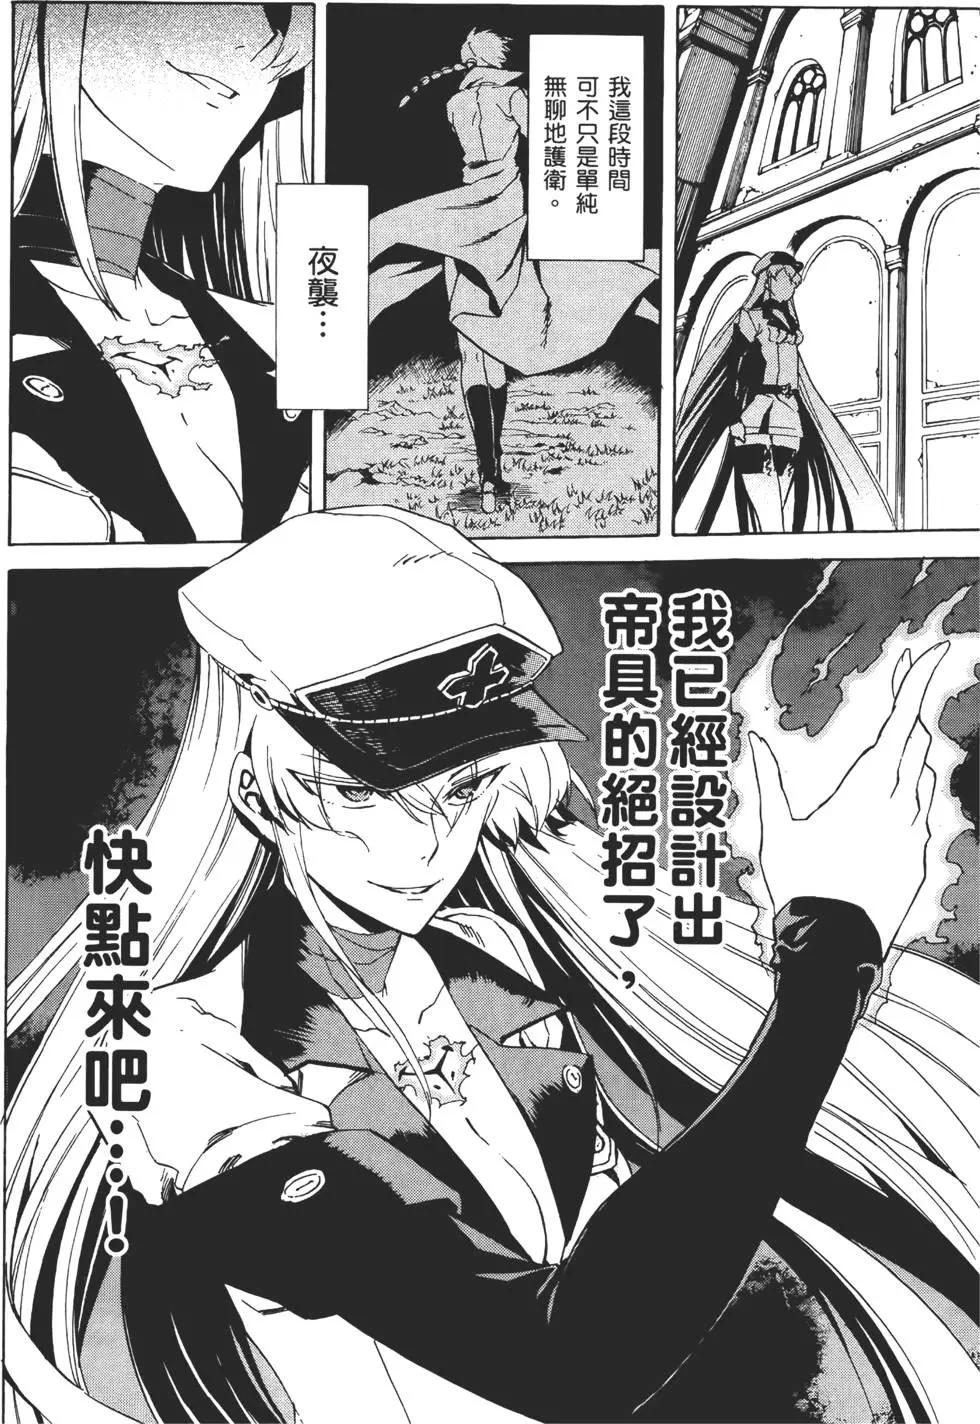 我這段時間
可不只是單純
無聊地護衛。
夜襲…
我已經設計出
帝具的絕招了，
快點來吧…！